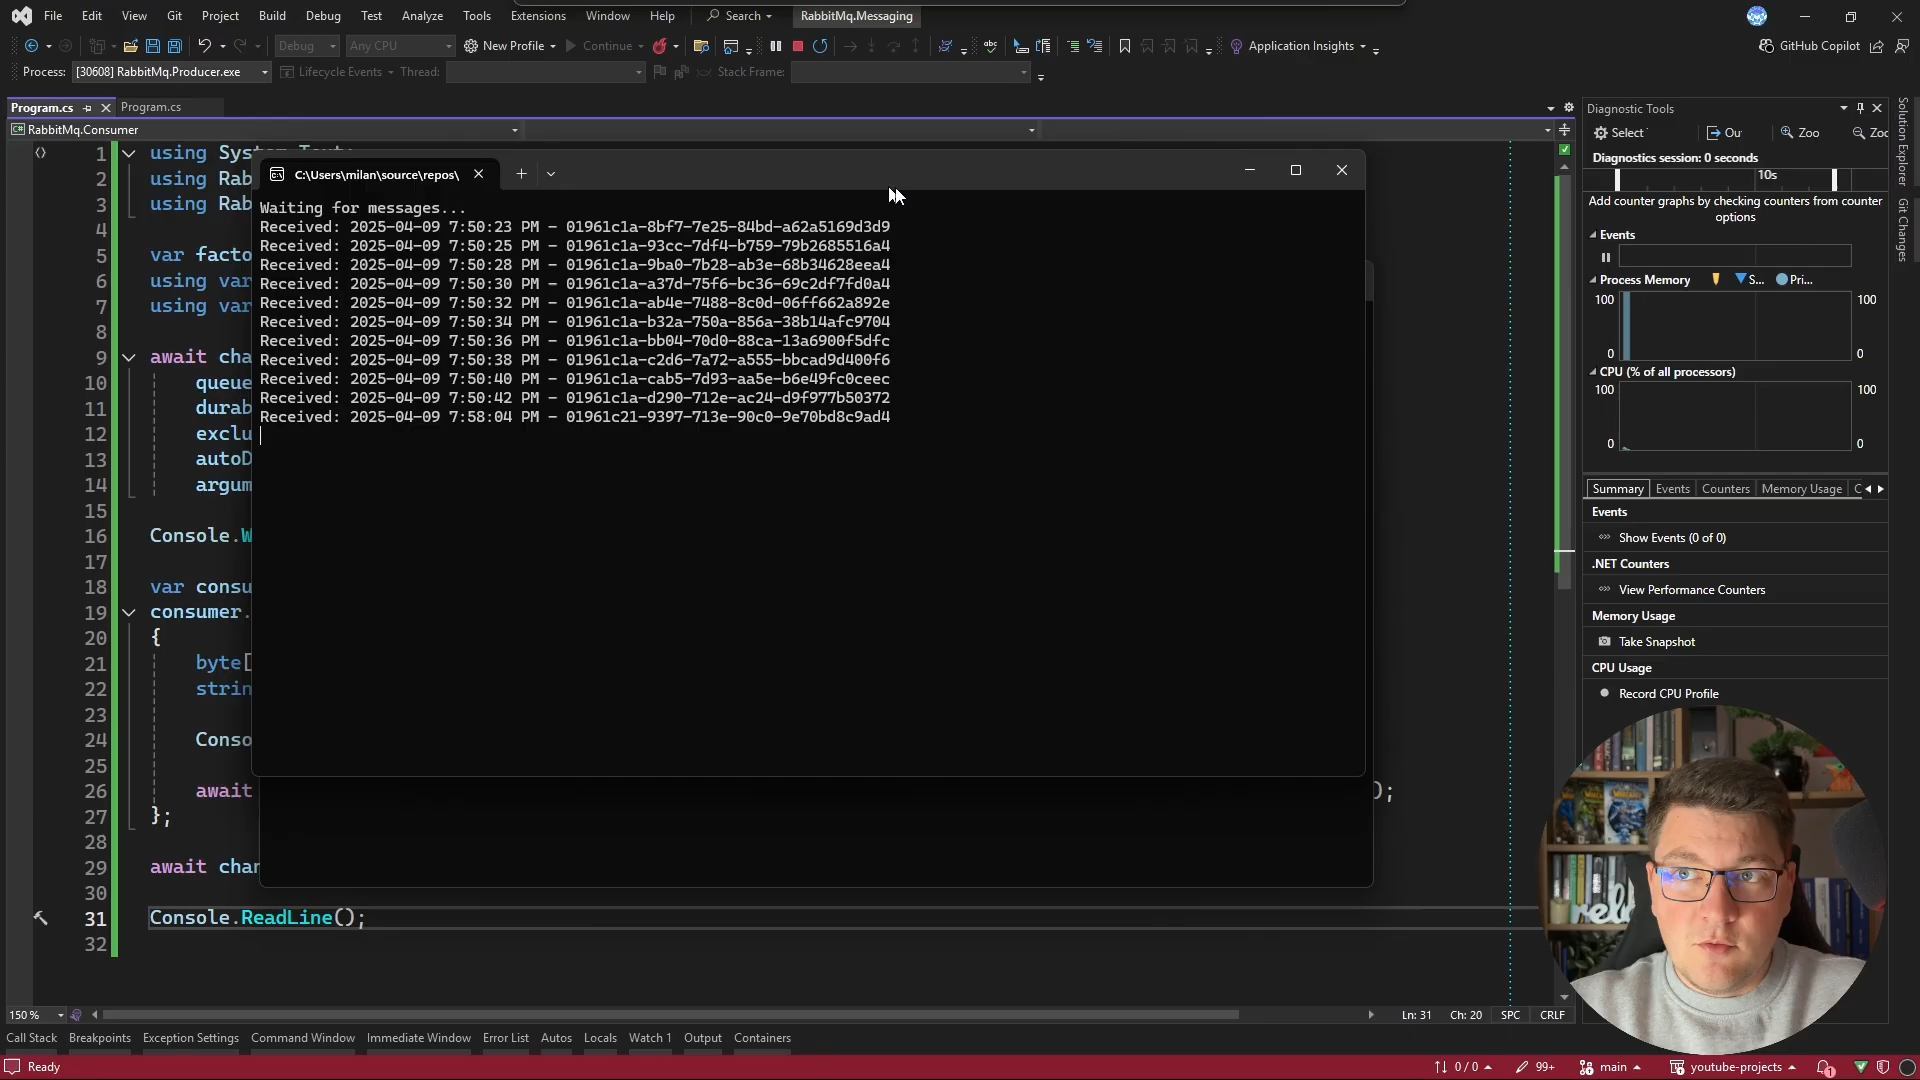 File Edit View Git Project Build Debug Test Analyze Tools Extensions Window Help Search RabbitMq.Messaging
Debug Any CPU New Profile Continue Application Insights GitHub Copilot
Process: [30608] RabbitMq.Producer.exe Lifecycle Events Thread: Stack Frame:
Program.cs Program.cs
RabbitMq.Consumer
1 using Syst
2 using Rab
3 using Rab
4
5 var facto
6 using var
7 using var
8
9 await cha
10 queue
11 durab
12 exclu
13 autoD
14 argum
15
16 Console.W
17
18 var consu
19 consumer.
20 {
21 byte[
22 strin
23
24 Conso
25
26 await );
27 };
28
29 await chan
30
31 Console.ReadLine();
32
C:\Users\milan\source\repos\
Waiting for messages...
Received: 2025-04-09 7:50:23 PM - 01961c1a-8bf7-7e25-84bd-a62a5169d3d9
Received: 2025-04-09 7:50:25 PM - 01961c1a-93cc-7df4-b759-79b2685516a4
Received: 2025-04-09 7:50:28 PM - 01961c1a-9ba0-7b28-ab3e-68b34628eea4
Received: 2025-04-09 7:50:30 PM - 01961c1a-a37d-75f6-bc36-69c2df7fd0a4
Received: 2025-04-09 7:50:32 PM - 01961c1a-ab4e-7488-8c0d-06ff662a892e
Received: 2025-04-09 7:50:34 PM - 01961c1a-b32a-750a-856a-38b14afc9704
Received: 2025-04-09 7:50:36 PM - 01961c1a-bb04-70d0-88ca-13a6900f5dfc
Received: 2025-04-09 7:50:38 PM - 01961c1a-c2d6-7a72-a555-bbcad9d400f6
Received: 2025-04-09 7:50:40 PM - 01961c1a-cab5-7d93-aa5e-b6e49fc0ceec
Received: 2025-04-09 7:50:42 PM - 01961c1a-d290-712e-ac24-d9f977b50372
Received: 2025-04-09 7:58:04 PM - 01961c21-9397-713e-90c0-9e70bd8c9ad4
Diagnostic Tools
Select Ou Zoo Zoo
Diagnostics session: 0 seconds
10s
Add counter graphs by checking counters from counter
options
Events
Process Memory S... Pri...
100 100
0 0
CPU (% of all processors)
100 100
0 0
Summary Events Counters Memory Usage C
Events
Show Events (0 of 0)
.NET Counters
View Performance Counters
Memory Usage
Take Snapshot
CPU Usage
Record CPU Profile
Solution Explorer
Git Changes
150 % Ln: 31 Ch: 20 SPC CRLF
Call Stack Breakpoints Exception Settings Command Window Immediate Window Error List Autos Locals Watch 1 Output Containers
Ready 0 / 0 99+ main youtube-projects 1